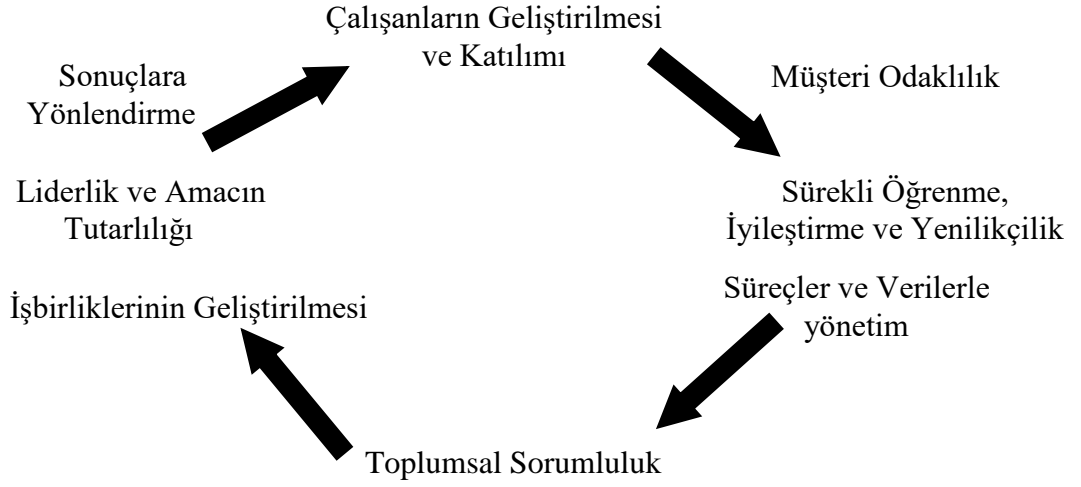 Çalışanların Geliştirilmesi
ve Katılımı
Sonuçlara
Yönlendirme
Müşteri Odaklılık
Liderlik ve Amacın
Tutarlılığı
Sürekli Öğrenme,
İyileştirme ve Yenilikçilik
İşbirliklerinin Geliştirilmesi
Süreçler ve Verilerle
yönetim
Toplumsal Sorumluluk